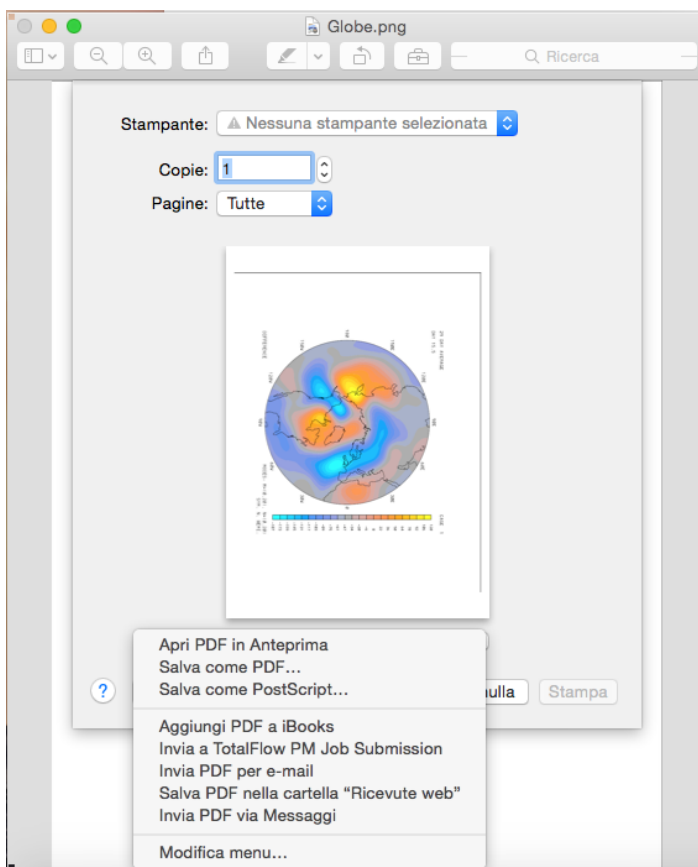 Globe.png
Ricerca
Stampante: Nessuna stampante selezionata
Copie: 1
Pagine: Tutte
Apri PDF in Anteprima
Salva come PDF...
Salva come PostScript...
? nulla Stampa
Aggiungi PDF a iBooks
Invia a TotalFlow PM Job Submission
Invia PDF per e-mail
Salva PDF nella cartella “Ricevute web”
Invia PDF via Messaggi
Modifica menu...